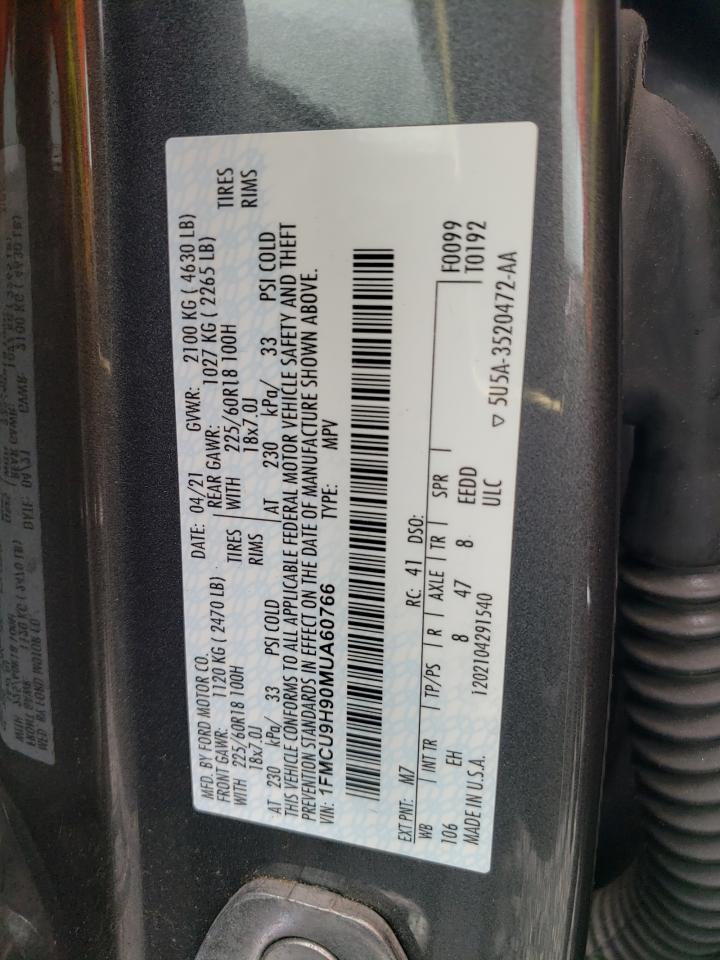 MFD. BY FORD MOTOR CO.
DATE: 04/21 GVWR: 2100 KG ( 4630 LB)
FRONT GAWR: 1120 KG ( 2470 LB) REAR GAWR: 1027 KG ( 2265 LB)
WITH 225/60R18 100H TIRES WITH 225/60R18 100H TIRES
18x7.0J RIMS 18x7.0J RIMS
AT 230 kPa/ 33 PSI COLD AT 230 kPa/ 33 PSI COLD
THIS VEHICLE CONFORMS TO ALL APPLICABLE FEDERAL MOTOR VEHICLE SAFETY AND THEFT
PREVENTION STANDARDS IN EFFECT ON THE DATE OF MANUFACTURE SHOWN ABOVE.
VIN: 1FMCU9H90MUA60766 TYPE: MPV
EXT PNT: M7 RC: 41 DSO: F0099
WB INT TR TP/PS R AXLE TR SPR T0192
106 EH 8 47 8 EEDD
MADE IN U.S.A. 1202104291540 ULC ▽ 5U5A-3520472-AA